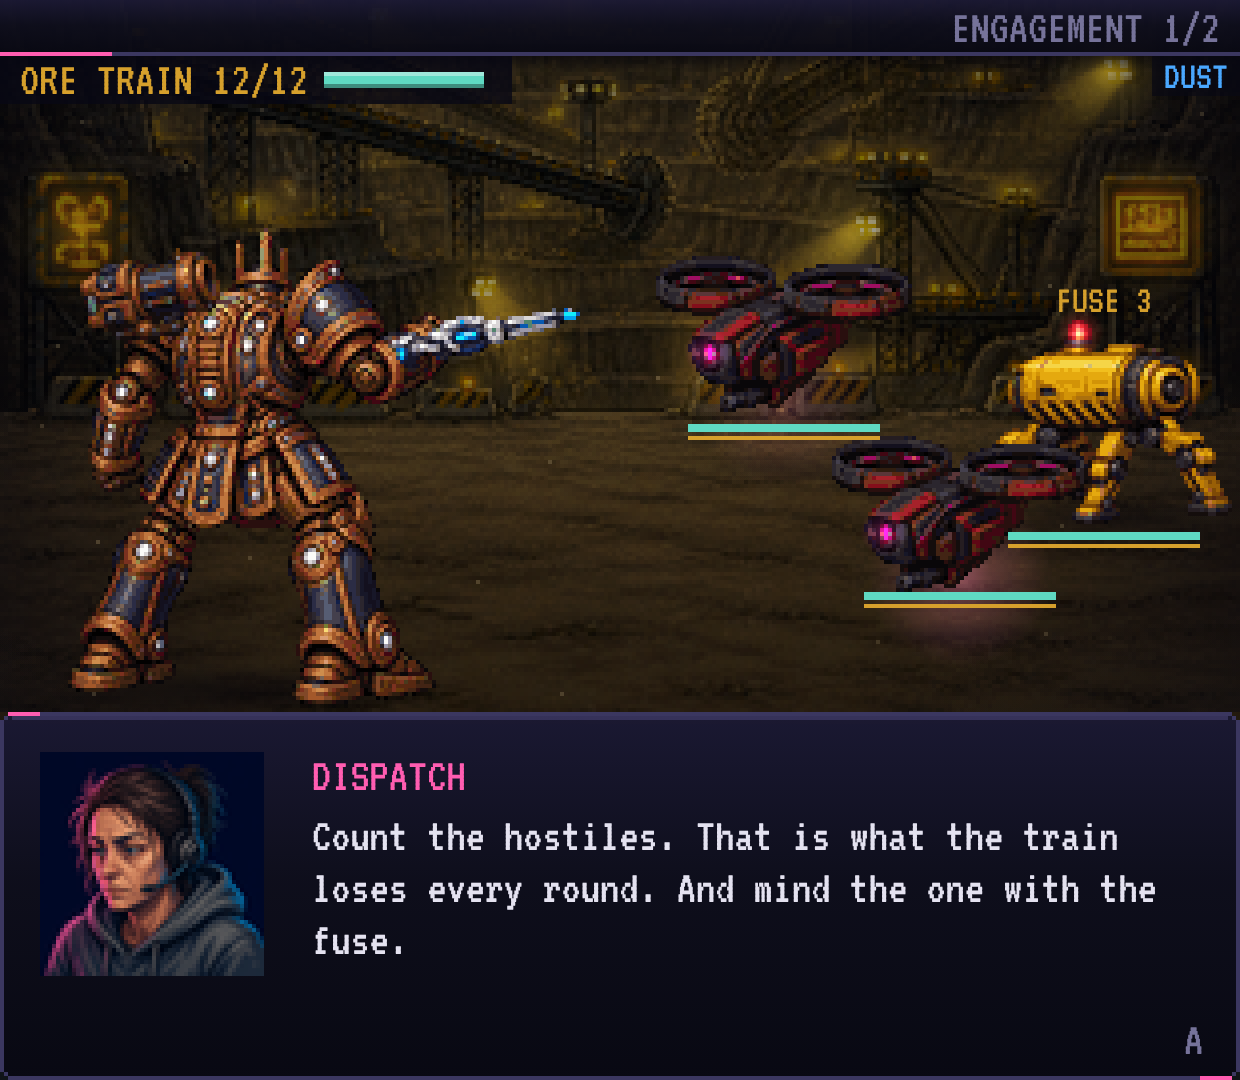 ENGAGEMENT 1/2
ORE TRAIN 12/12
DUST
FUSE 3
DISPATCH
Count the hostiles. That is what the train
loses every round. And mind the one with the
fuse.
A